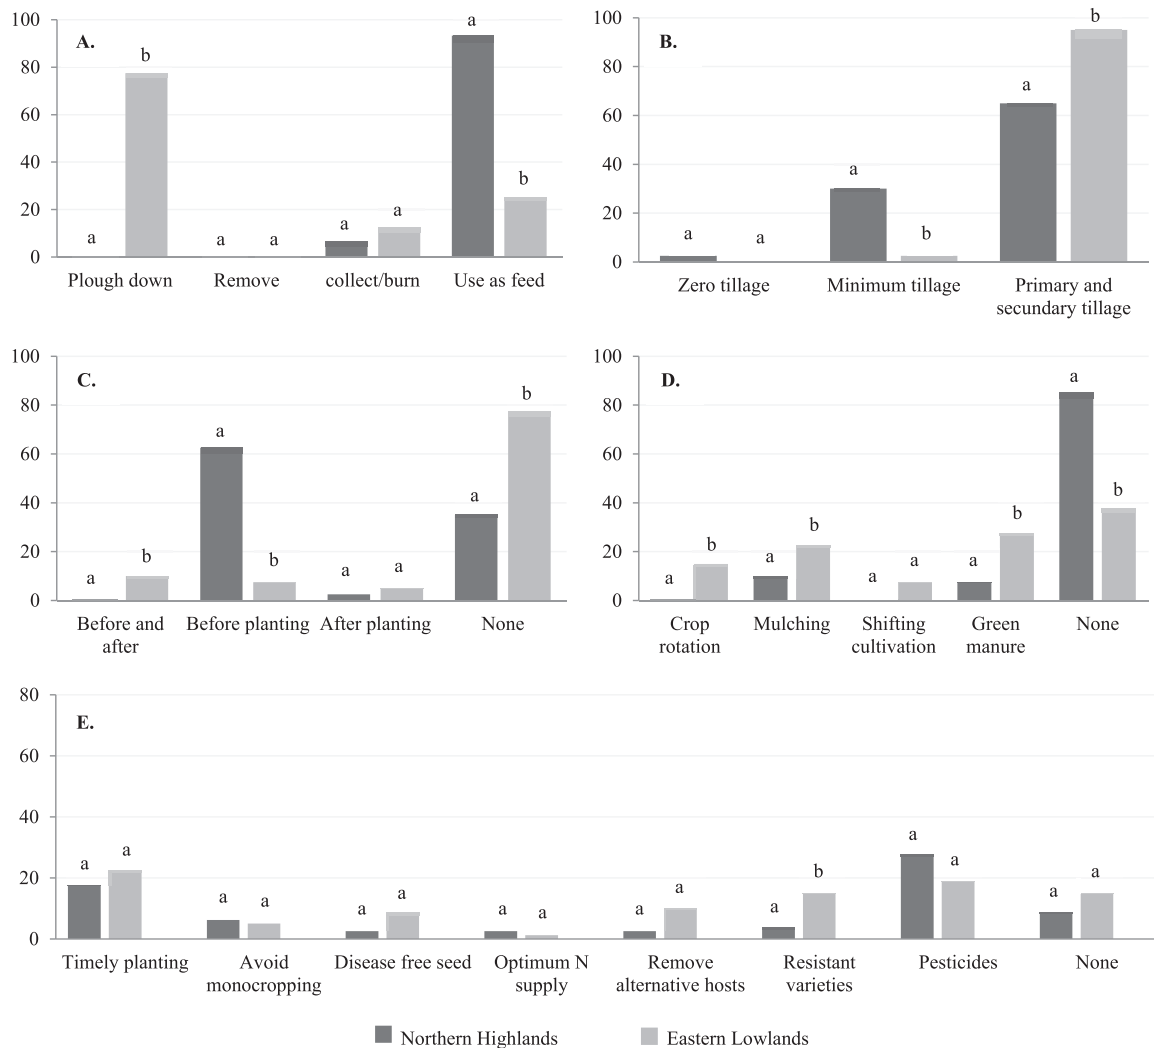 100
80
60
40
20
0
A.
a
b
a
a
a
a
a
b
Plough down
Remove
collect/burn
Use as feed
100
80
60
40
20
0
B.
a
a
a
b
a
b
Zero tillage
Minimum tillage
Primary and
secundary tillage
100
80
60
40
20
0
C.
a
b
a
b
a
a
a
b
Before and
after
Before planting
After planting
None
100
80
60
40
20
0
D.
a
b
a
b
a
a
a
b
a
b
Crop
rotation
Mulching
Shifting
cultivation
Green
manure
None
80
60
40
20
0
E.
a
a
a
a
a
a
a
a
a
a
a
b
a
a
a
a
Timely planting
Avoid
monocropping
Disease free seed
Optimum N
supply
Remove
alternative hosts
Resistant
varieties
Pesticides
None
Northern Highlands
Eastern Lowlands